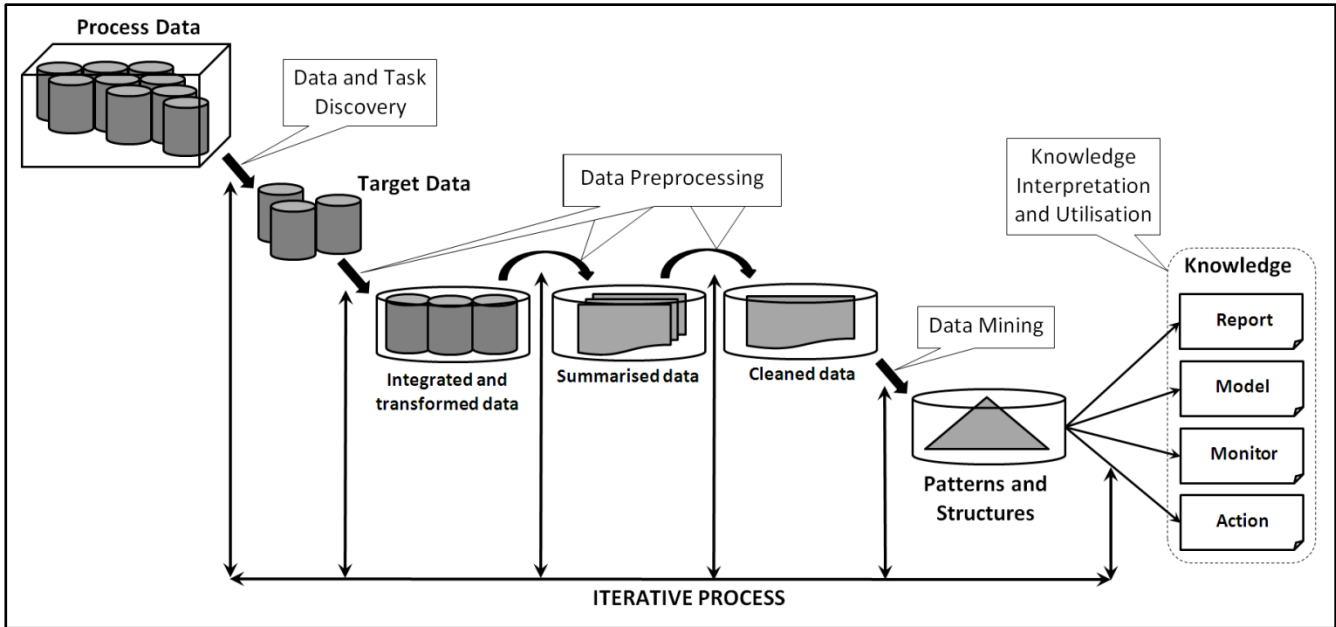 Process Data
Data and Task
Discovery
Target Data
Data Preprocessing
Knowledge
Interpretation
and Utilisation
Integrated and
transformed data
Summarised data
Cleaned data
Data Mining
Patterns and
Structures
Knowledge
Report
Model
Monitor
Action
ITERATIVE PROCESS